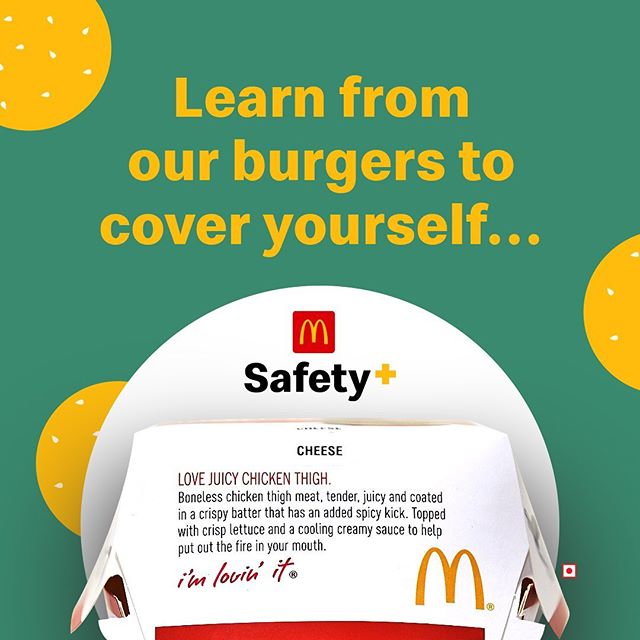 Learn from
our burgers to
cover yourself...
Safety+
CHEESE
CHEESE
LOVE JUICY CHICKEN THIGH.
Boneless chicken thigh meat, tender, juicy and coated
in a crispy batter that has an added spicy kick. Topped
with crisp lettuce and a cooling creamy sauce to help
put out the fire in your mouth.
i'm lovin' it®
M®